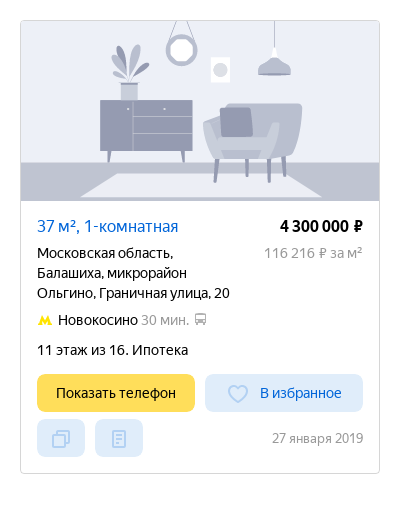 37 м², 1-комнатная 4 300 000 ₽
Московская область, 116 216 ₽ за м²
Балашиха, микрорайон
Ольгино, Граничная улица, 20
Новокосино 30 мин.
11 этаж из 16. Ипотека
Показать телефон В избранное
27 января 2019